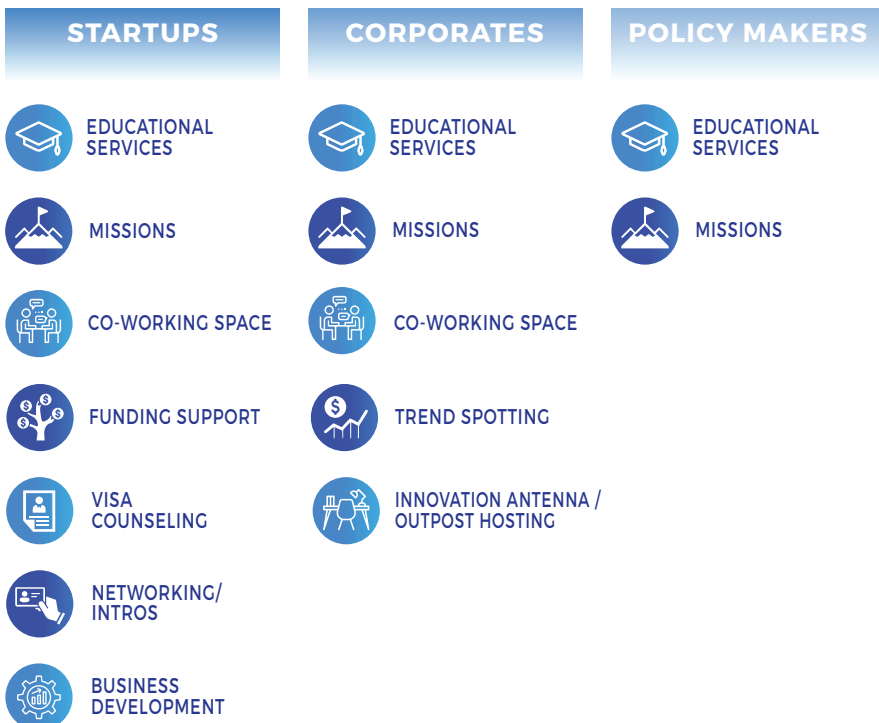 STARTUPS
EDUCATIONAL
SERVICES
MISSIONS
CO-WORKING SPACE
FUNDING SUPPORT
VISA
COUNSELING
NETWORKING/
INTROS
BUSINESS
DEVELOPMENT
CORPORATES
EDUCATIONAL
SERVICES
MISSIONS
CO-WORKING SPACE
TREND SPOTTING
INNOVATION ANTENNA /
OUTPOST HOSTING
POLICY MAKERS
EDUCATIONAL
SERVICES
MISSIONS